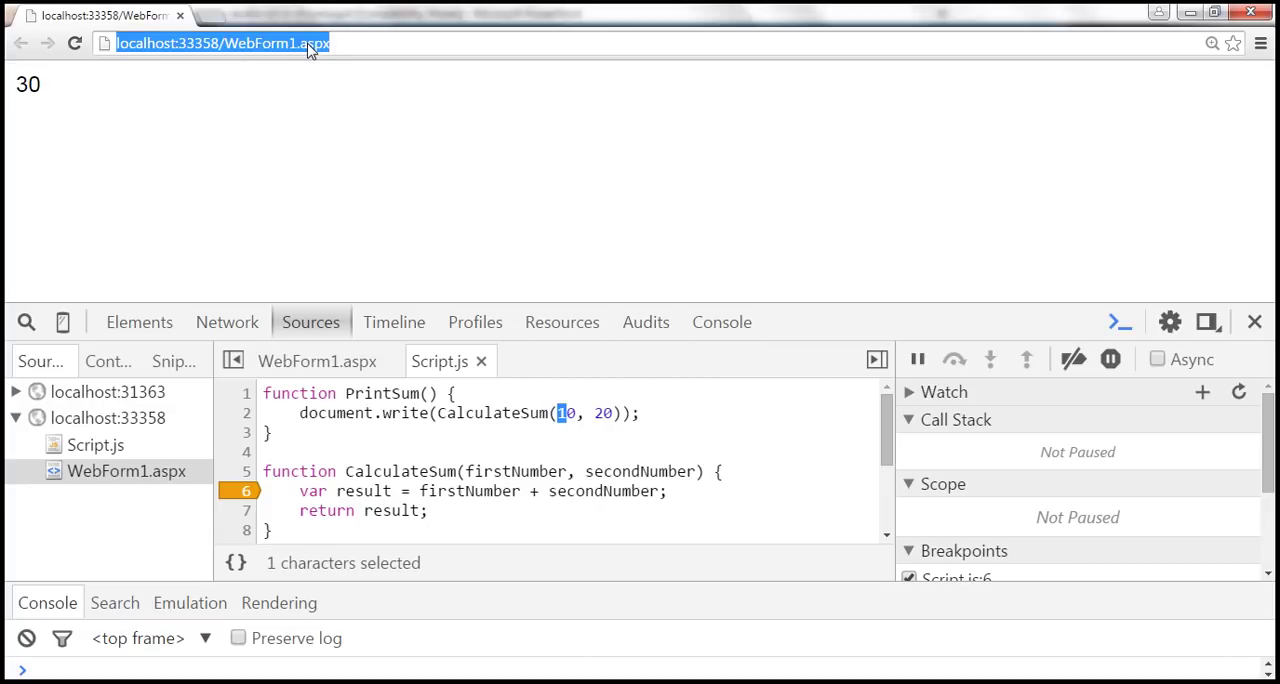 localhost:33358/WebForm
localhost:33358/WebForm1.aspx
30
Elements Network Sources Timeline Profiles Resources Audits Console
Sour... Cont... Snip... WebForm1.aspx Script.js Async
localhost:31363
localhost:33358
Script.js
WebForm1.aspx
1 function PrintSum() {
2 document.write(CalculateSum(10, 20));
3 }
4
5 function CalculateSum(firstNumber, secondNumber) {
6 var result = firstNumber + secondNumber;
7 return result;
8 }
{} 1 characters selected
Watch
Call Stack
Not Paused
Scope
Not Paused
Breakpoints
Script.js:6
Console Search Emulation Rendering
<top frame> Preserve log